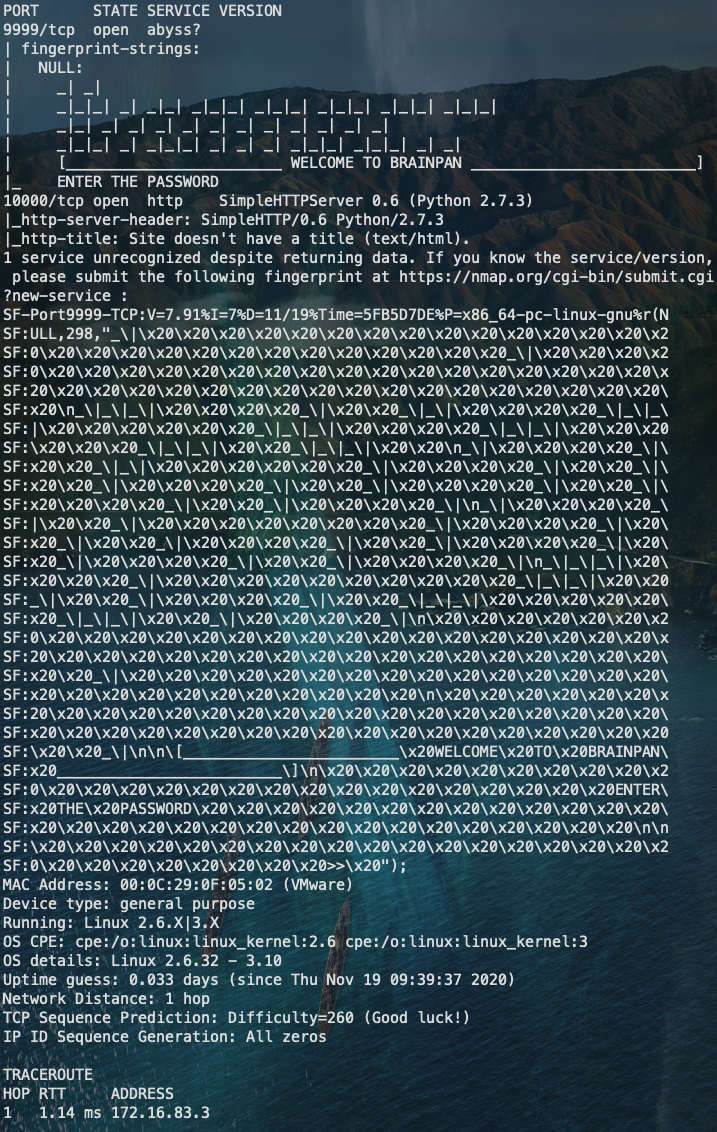 PORT      STATE SERVICE VERSION
9999/tcp  open  abyss?
| fingerprint-strings:
|   NULL:
|     _| _|
|     _|_|_| _| _|_| _|_|_| _|_|_| _|_|_| _|_|_| _|_|_|
|     _|_| _| _| _| _| _| _| _| _| _| _| _|
|     _|_|_| _| _|_|_| _| _| _| _|_|_| _|_|_| _| _|
|     [________________________ WELCOME TO BRAINPAN _________________________]
|_    ENTER THE PASSWORD
10000/tcp open  http    SimpleHTTPServer 0.6 (Python 2.7.3)
|_http-server-header: SimpleHTTP/0.6 Python/2.7.3
|_http-title: Site doesn't have a title (text/html).
1 service unrecognized despite returning data. If you know the service/version,
 please submit the following fingerprint at https://nmap.org/cgi-bin/submit.cgi
?new-service :
SF-Port9999-TCP:V=7.91%I=7%D=11/19%Time=5FB5D7DE%P=x86_64-pc-linux-gnu%r(N
SF:ULL,298,"_\|\x20\x20\x20\x20\x20\x20\x20\x20\x20\x20\x20\x20\x20\x20\x2
SF:0\x20\x20\x20\x20\x20\x20\x20\x20\x20\x20\x20\x20_\|\x20\x20\x20\x20\x2
SF:0\x20\x20\x20\x20\x20\x20\x20\x20\x20\x20\x20\x20\x20\x20\x20\x20\x20\x
SF:20\x20\x20\x20\x20\x20\x20\x20\x20\x20\x20\x20\x20\x20\x20\x20\x20\x20\
SF:x20\n_\|_\|_\|\x20\x20\x20\x20_\|\x20\x20_\|_\|\x20\x20\x20\x20_\|_\|_\
SF:|\x20\x20\x20\x20\x20\x20_\|_\|_\|\x20\x20\x20\x20_\|_\|_\|\x20\x20\x20
SF:\x20\x20\x20_\|_\|_\|\x20\x20_\|_\|_\|\x20\x20\n_\|\x20\x20\x20\x20_\|\
SF:x20\x20_\|_\|\x20\x20\x20\x20\x20\x20_\|\x20\x20\x20\x20_\|\x20\x20_\|\
SF:x20\x20_\|\x20\x20\x20\x20_\|\x20\x20_\|\x20\x20\x20\x20_\|\x20\x20_\|\
SF:x20\x20\x20\x20_\|\x20\x20_\|\x20\x20\x20\x20_\|\n_\|\x20\x20\x20\x20_\
SF:|\x20\x20_\|\x20\x20\x20\x20\x20\x20\x20\x20_\|\x20\x20\x20\x20_\|\x20\
SF:x20_\|\x20\x20_\|\x20\x20\x20\x20_\|\x20\x20_\|\x20\x20\x20\x20_\|\x20\
SF:x20_\|\x20\x20\x20\x20_\|\x20\x20_\|\x20\x20\x20\x20_\|\n_\|_\|_\|\x20\
SF:x20\x20\x20_\|\x20\x20\x20\x20\x20\x20\x20\x20\x20\x20_\|_\|_\|\x20\x20
SF:_\|\x20\x20_\|\x20\x20\x20\x20_\|\x20\x20_\|_\|_\|\x20\x20\x20\x20\x20\
SF:x20_\|_\|_\|\x20\x20_\|\x20\x20\x20\x20_\|\n\x20\x20\x20\x20\x20\x20\x2
SF:0\x20\x20\x20\x20\x20\x20\x20\x20\x20\x20\x20\x20\x20\x20\x20\x20\x20\x
SF:20\x20\x20\x20\x20\x20\x20\x20\x20\x20\x20\x20\x20\x20\x20\x20\x20\x20\
SF:x20\x20_\|\x20\x20\x20\x20\x20\x20\x20\x20\x20\x20\x20\x20\x20\x20\x20\
SF:x20\x20\x20\x20\x20\x20\x20\x20\x20\x20\x20\x20\n\x20\x20\x20\x20\x20\x
SF:20\x20\x20\x20\x20\x20\x20\x20\x20\x20\x20\x20\x20\x20\x20\x20\x20\x20\
SF:x20\x20\x20\x20\x20\x20\x20\x20\x20\x20\x20\x20\x20\x20\x20\x20\x20\x20
SF:\x20\x20_\|\n\n\[________________________\x20WELCOME\x20TO\x20BRAINPAN\
SF:x20_________________________\]\n\x20\x20\x20\x20\x20\x20\x20\x20\x20\x2
SF:0\x20\x20\x20\x20\x20\x20\x20\x20\x20\x20\x20\x20\x20\x20\x20\x20ENTER\
SF:x20THE\x20PASSWORD\x20\x20\x20\x20\x20\x20\x20\x20\x20\x20\x20\x20\x20\
SF:x20\x20\x20\x20\x20\x20\x20\x20\x20\x20\x20\x20\x20\x20\x20\x20\x20\n\n
SF:\x20\x20\x20\x20\x20\x20\x20\x20\x20\x20\x20\x20\x20\x20\x20\x20\x20\x2
SF:0\x20\x20\x20\x20\x20\x20\x20\x20>>\x20");
MAC Address: 00:0C:29:0F:05:02 (VMware)
Device type: general purpose
Running: Linux 2.6.X|3.X
OS CPE: cpe:/o:linux:linux_kernel:2.6 cpe:/o:linux:linux_kernel:3
OS details: Linux 2.6.32 - 3.10
Uptime guess: 0.033 days (since Thu Nov 19 09:39:37 2020)
Network Distance: 1 hop
TCP Sequence Prediction: Difficulty=260 (Good luck!)
IP ID Sequence Generation: All zeros

TRACEROUTE
HOP RTT     ADDRESS
1   1.14 ms 172.16.83.3